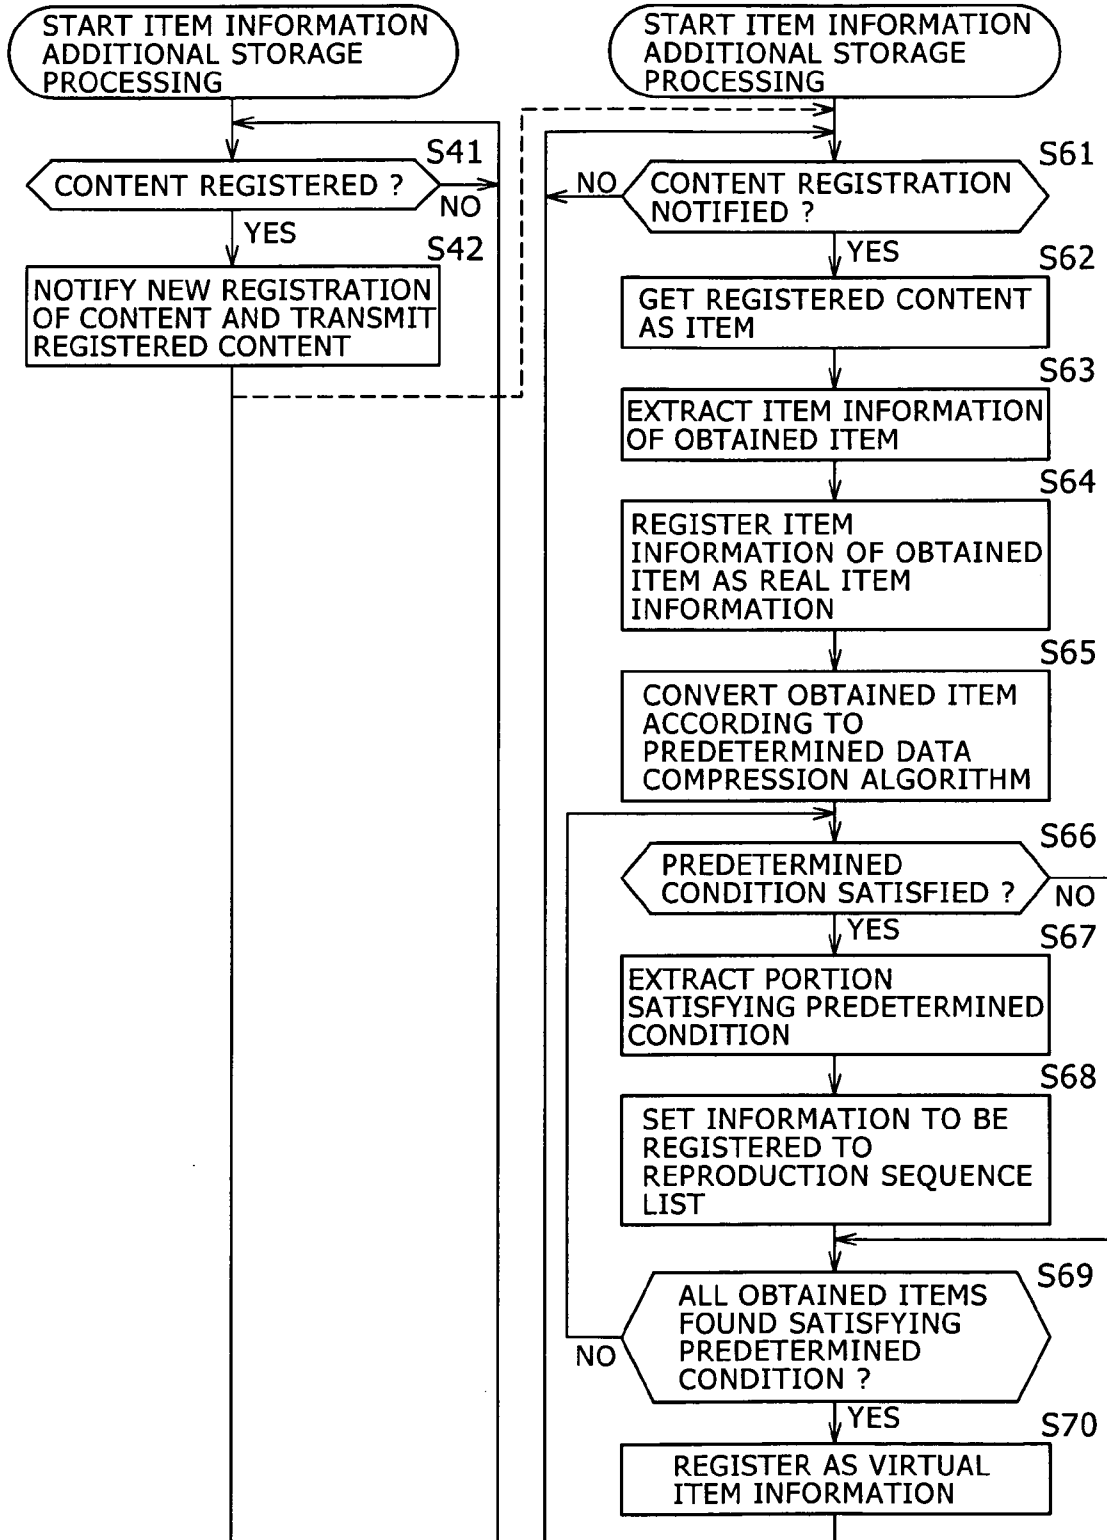 START ITEM INFORMATION
ADDITIONAL STORAGE
PROCESSING
S41
CONTENT REGISTERED ?
NO
YES
S42
NOTIFY NEW REGISTRATION
OF CONTENT AND TRANSMIT
REGISTERED CONTENT
START ITEM INFORMATION
ADDITIONAL STORAGE
PROCESSING
S61
NO
CONTENT REGISTRATION
NOTIFIED ?
YES
S62
GET REGISTERED CONTENT
AS ITEM
S63
EXTRACT ITEM INFORMATION
OF OBTAINED ITEM
S64
REGISTER ITEM
INFORMATION OF OBTAINED
ITEM AS REAL ITEM
INFORMATION
S65
CONVERT OBTAINED ITEM
ACCORDING TO
PREDETERMINED DATA
COMPRESSION ALGORITHM
S66
PREDETERMINED
CONDITION SATISFIED ?
NO
YES
S67
EXTRACT PORTION
SATISFYING PREDETERMINED
CONDITION
S68
SET INFORMATION TO BE
REGISTERED TO
REPRODUCTION SEQUENCE
LIST
S69
ALL OBTAINED ITEMS
FOUND SATISFYING
PREDETERMINED
CONDITION ?
NO
YES
S70
REGISTER AS VIRTUAL
ITEM INFORMATION